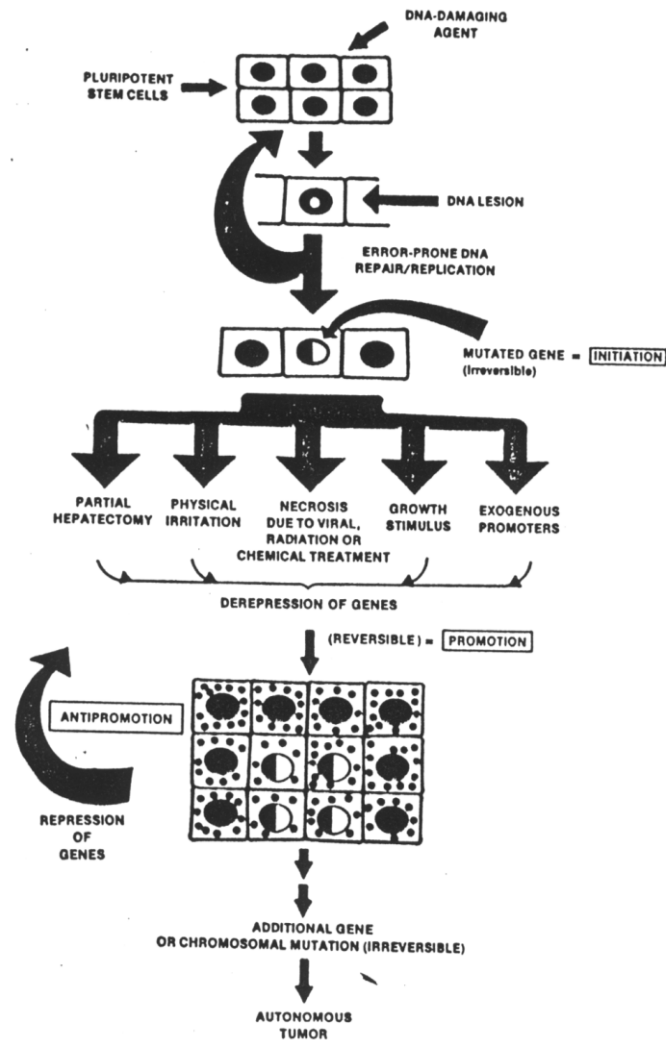 DNA-DAMAGING
AGENT
PLURIPOTENT
STEM CELLS
DNA LESION
ERROR-PRONE DNA
REPAIR/REPLICATION
MUTATED GENE = INITIATION
(Irreversible)
PARTIAL
HEPATECTOMY
PHYSICAL
IRRITATION
NECROSIS
DUE TO VIRAL,
RADIATION OR
CHEMICAL TREATMENT
GROWTH
STIMULUS
EXOGENOUS
PROMOTERS
DEREPRESSION OF GENES
(REVERSIBLE) = PROMOTION
ANTIPROMOTION
REPRESSION
OF
GENES
ADDITIONAL GENE
OR CHROMOSOMAL MUTATION (IRREVERSIBLE)
AUTONOMOUS
TUMOR